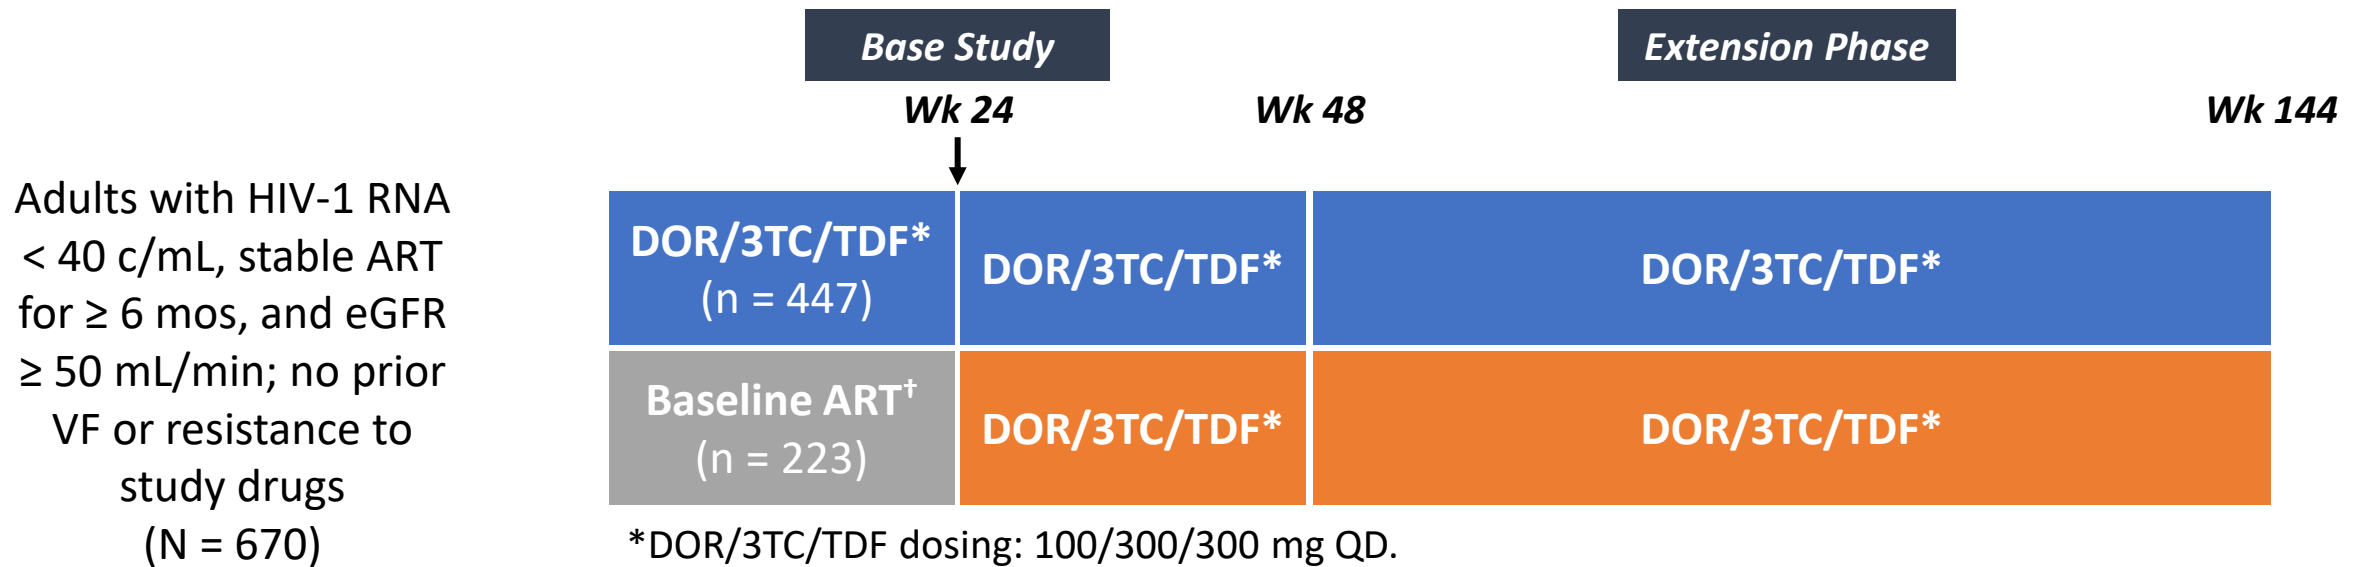 Base Study
Extension Phase
Wk 24
Wk 48
Wk 144
Adults with HIV-1 RNA
< 40 c/mL, stable ART
for ≥ 6 mos, and eGFR
≥ 50 mL/min; no prior
VF or resistance to
study drugs
(N = 670)
DOR/3TC/TDF*
(n = 447)
DOR/3TC/TDF*
DOR/3TC/TDF*
Baseline ART†
(n = 223)
DOR/3TC/TDF*
DOR/3TC/TDF*
*DOR/3TC/TDF dosing: 100/300/300 mg QD.